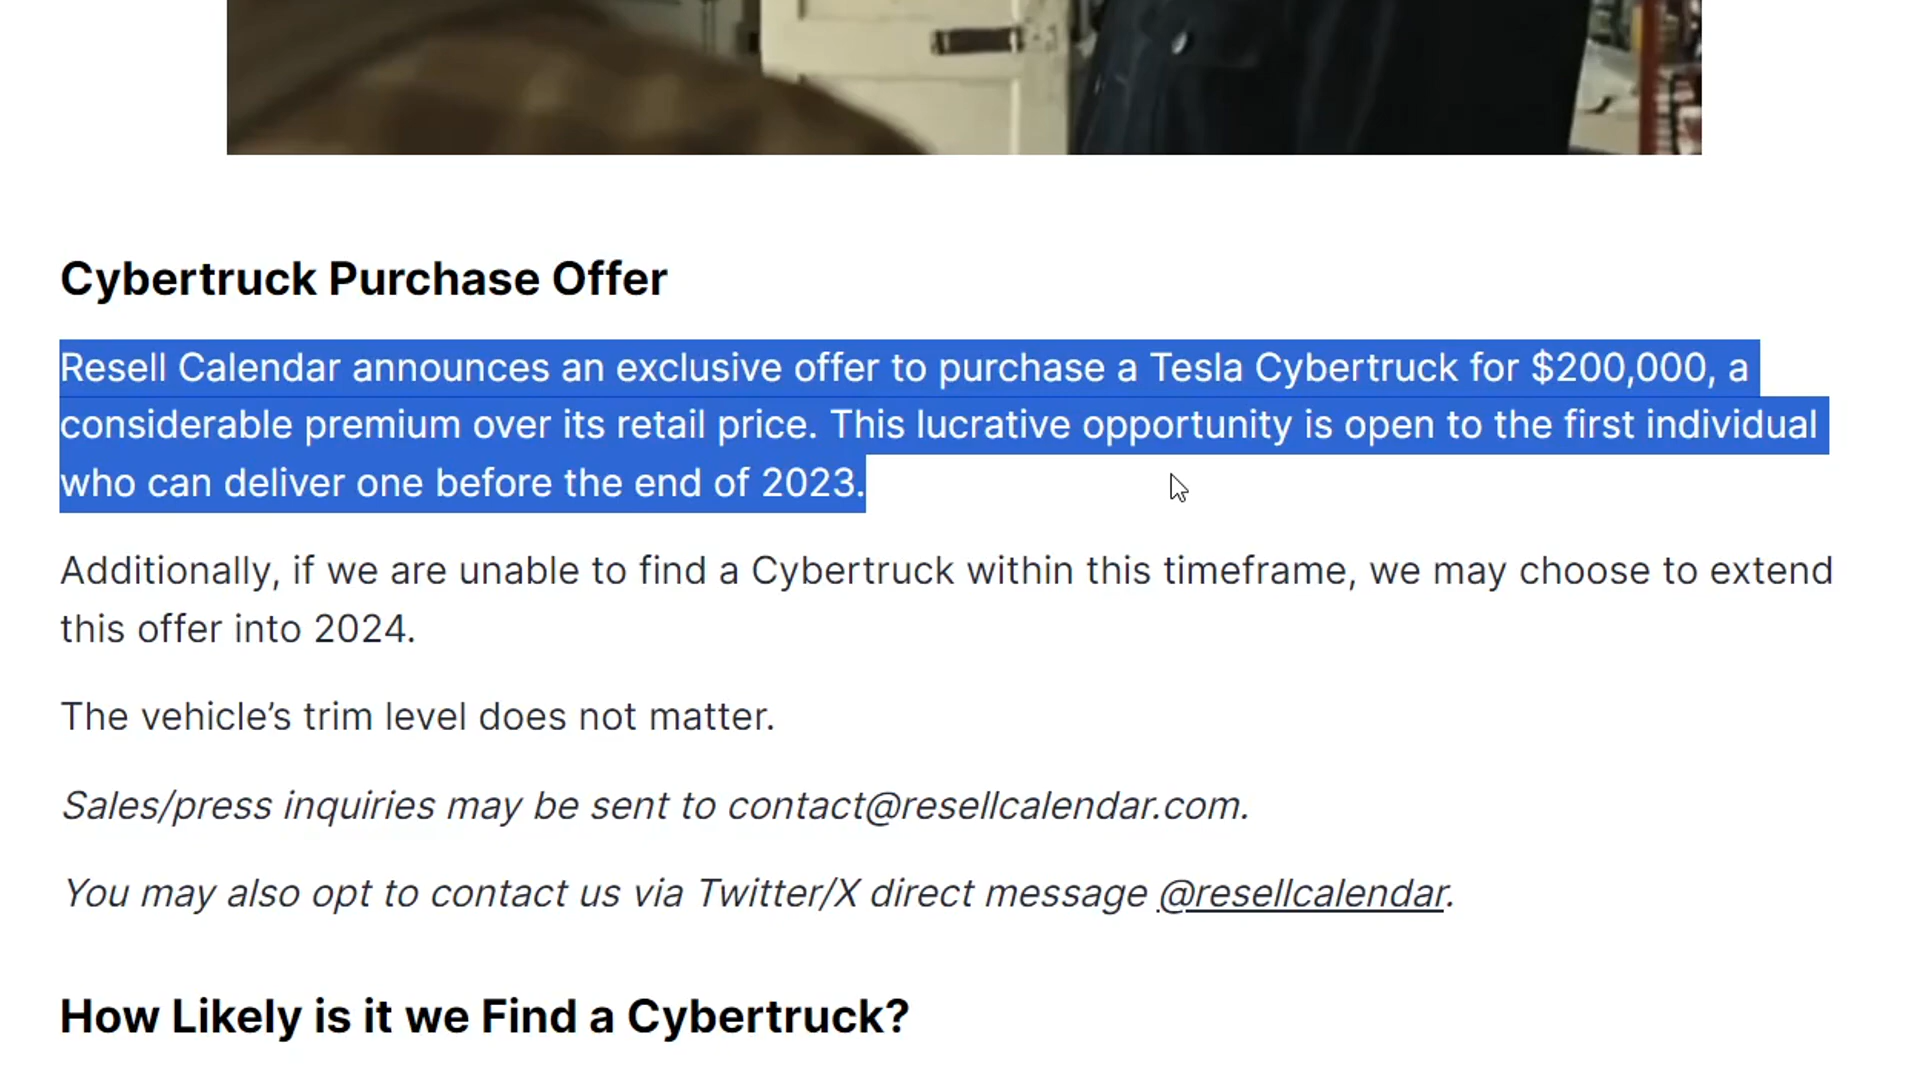 Cybertruck Purchase Offer
Resell Calendar announces an exclusive offer to purchase a Tesla Cybertruck for $200,000, a
considerable premium over its retail price. This lucrative opportunity is open to the first individual
who can deliver one before the end of 2023.
Additionally, if we are unable to find a Cybertruck within this timeframe, we may choose to extend
this offer into 2024.
The vehicle’s trim level does not matter.
Sales/press inquiries may be sent to contact@resellcalendar.com.
You may also opt to contact us via Twitter/X direct message @resellcalendar.
How Likely is it we Find a Cybertruck?